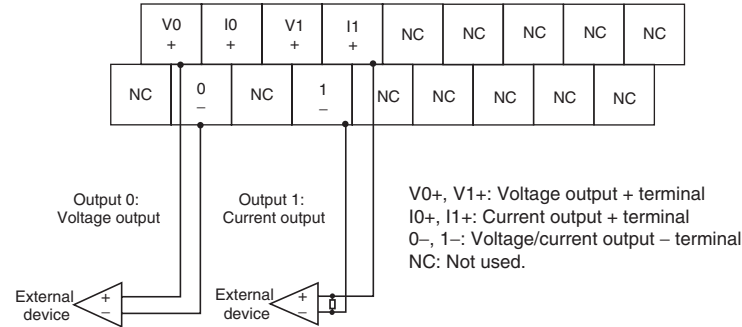 V0 I0 V1 I1 NC NC NC NC NC
+ + + +
NC 0 NC 1 NC NC NC NC NC
– –
Output 0:
Voltage output
Output 1:
Current output
V0+, V1+: Voltage output + terminal
I0+, I1+: Current output + terminal
0–, 1–: Voltage/current output – terminal
NC: Not used.
External
device
+
–
External
device
+
–